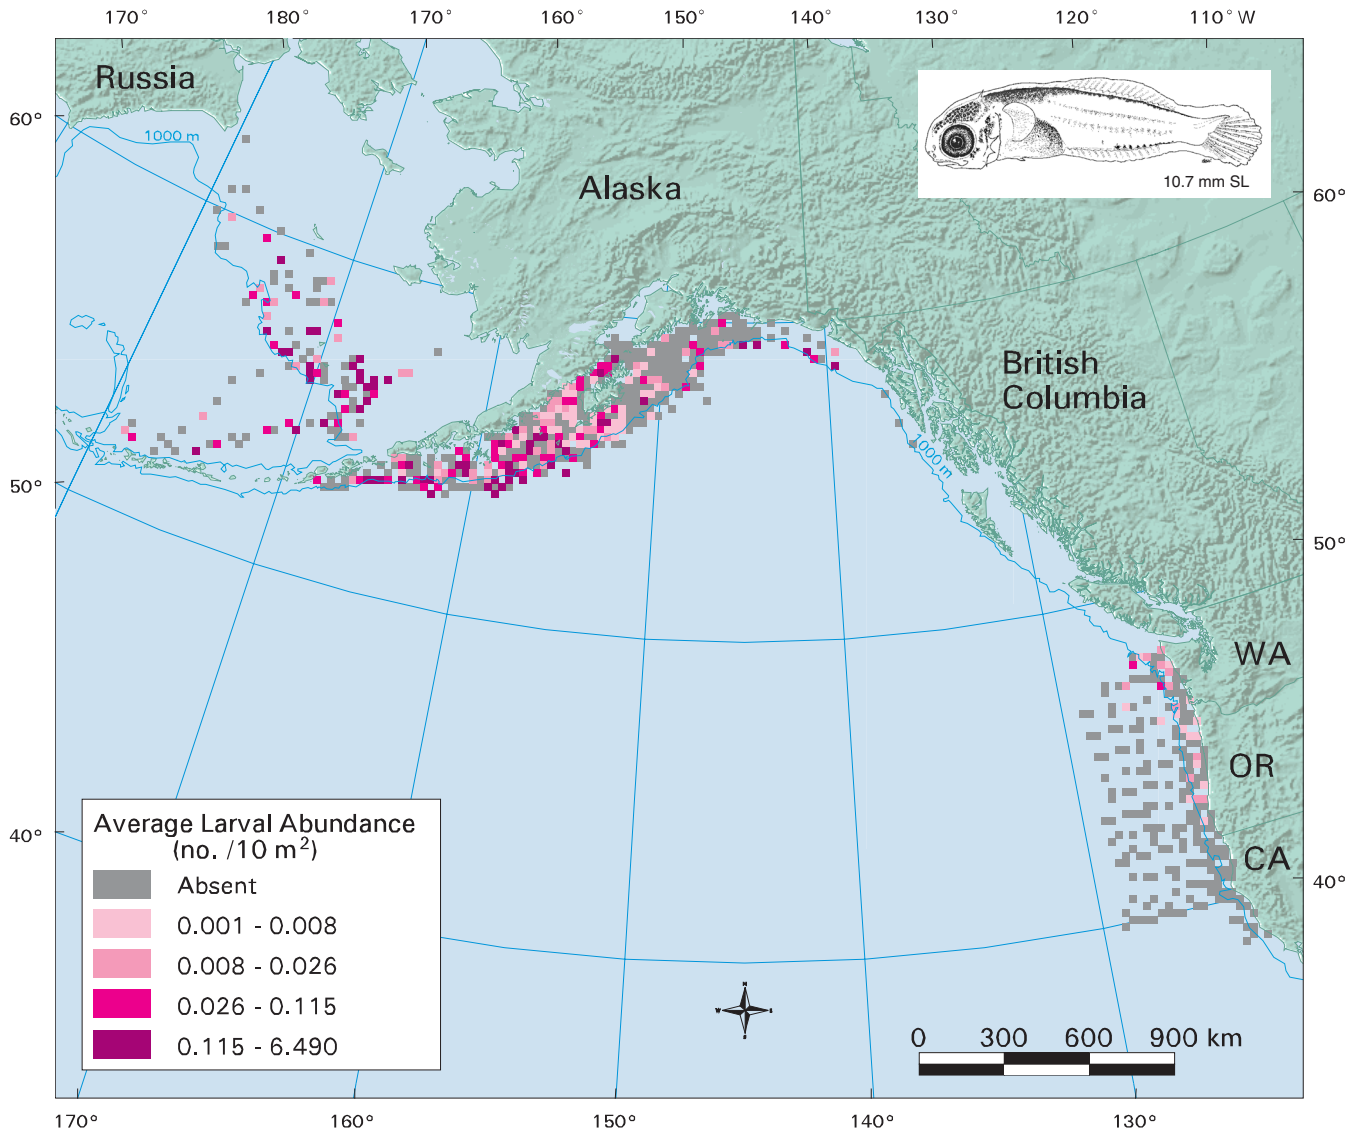 170° 180° 170° 160° 150° 140° 130° 120° 110° W
Russia
60°
1000 m
Alaska
10.7 mm SL
60°
British
Columbia
1000 m
50°
50°
WA
OR
CA
40°
40°
Average Larval Abundance
(no. /10 m²)
Absent
0.001 - 0.008
0.008 - 0.026
0.026 - 0.115
0.115 - 6.490
N
S
0 300 600 900 km
170° 160° 150° 140° 130°